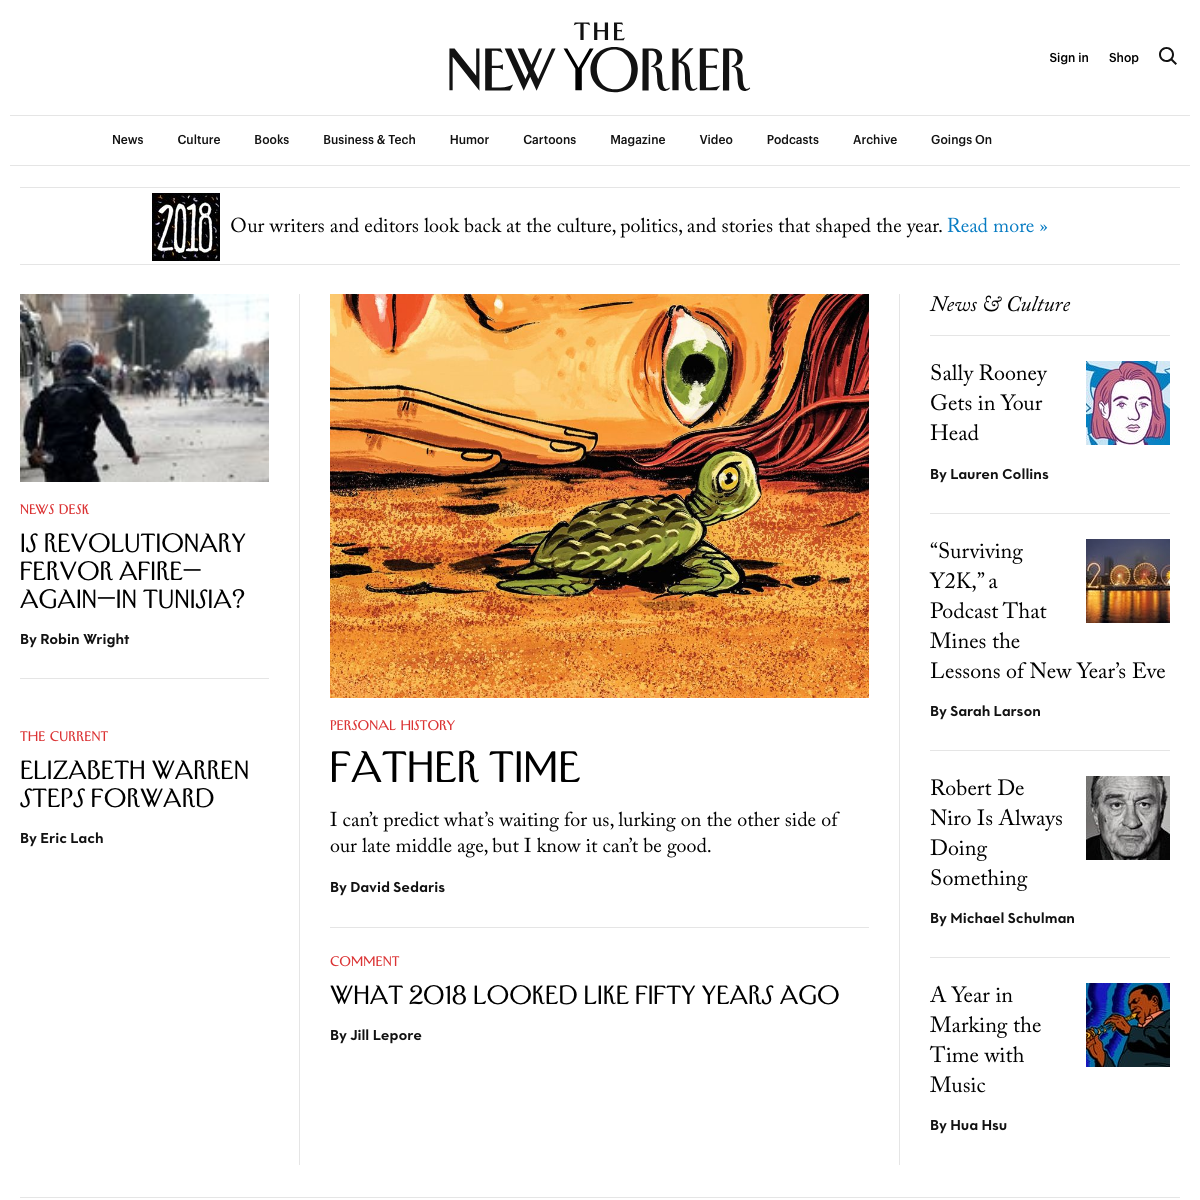 THE
NEW YORKER
Sign in
Shop
News
Culture
Books
Business & Tech
Humor
Cartoons
Magazine
Video
Podcasts
Archive
Goings On
2018
Our writers and editors look back at the culture, politics, and stories that shaped the year. Read more »
NEWS DESK
IS REVOLUTIONARY
FERVOR AFIRE—
AGAIN—IN TUNISIA?
By Robin Wright
THE CURRENT
ELIZABETH WARREN
STEPS FORWARD
By Eric Lach
PERSONAL HISTORY
FATHER TIME
I can’t predict what’s waiting for us, lurking on the other side of
our late middle age, but I know it can’t be good.
By David Sedaris
COMMENT
WHAT 2018 LOOKED LIKE FIFTY YEARS AGO
By Jill Lepore
News & Culture
Sally Rooney
Gets in Your
Head
By Lauren Collins
“Surviving
Y2K,” a
Podcast That
Mines the
Lessons of New Year’s Eve
By Sarah Larson
Robert De
Niro Is Always
Doing
Something
By Michael Schulman
A Year in
Marking the
Time with
Music
By Hua Hsu